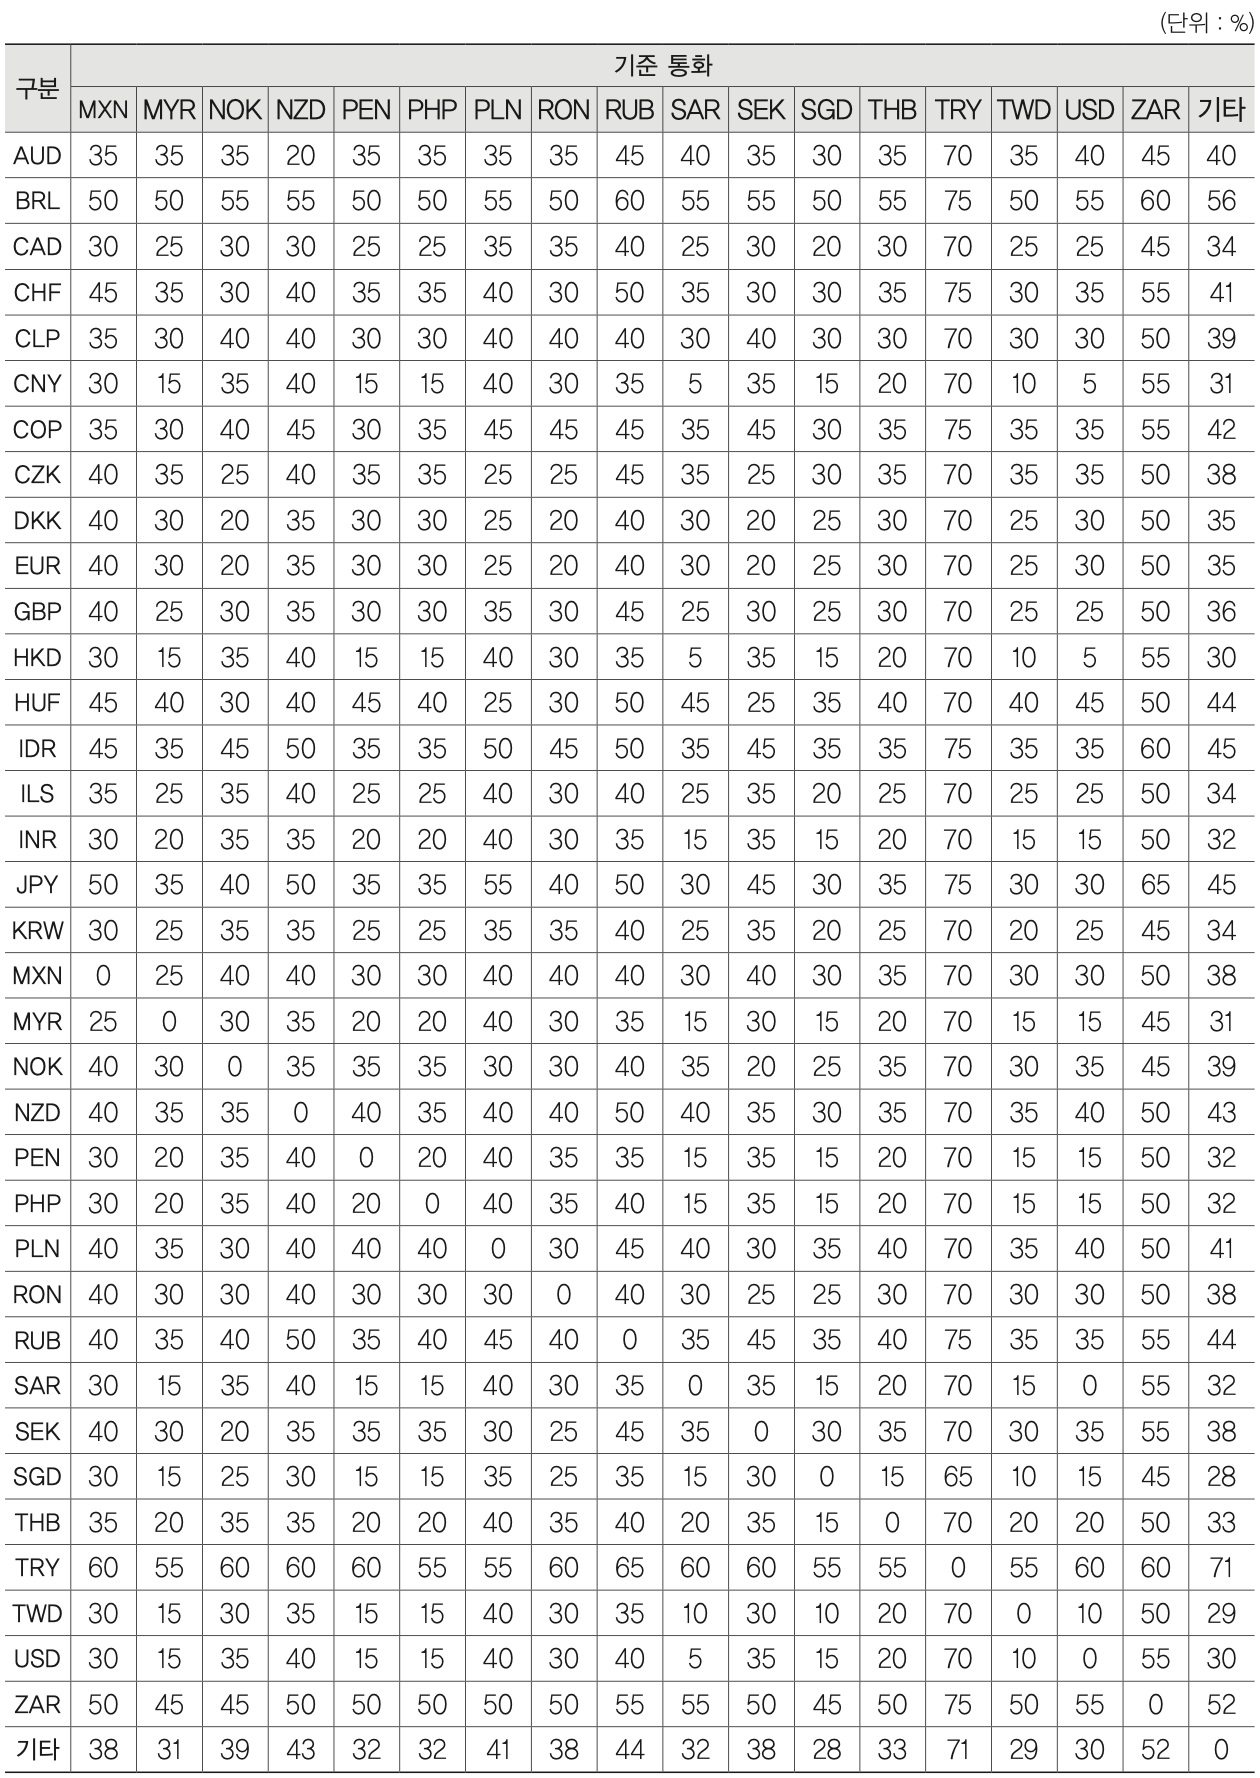 (단위 : %)
구분 기준 통화
MXN MYR NOK NZD PEN PHP PLN RON RUB SAR SEK SGD THB TRY TWD USD ZAR 기타
AUD 35 35 35 20 35 35 35 35 45 40 35 30 35 70 35 40 45 40
BRL 50 50 55 55 50 50 55 50 60 55 55 50 55 75 50 55 60 56
CAD 30 25 30 30 25 25 35 35 40 25 30 20 30 70 25 25 45 34
CHF 45 35 30 40 35 35 40 30 50 35 30 30 35 75 30 35 55 41
CLP 35 30 40 40 30 30 40 40 40 30 40 30 30 70 30 30 50 39
CNY 30 15 35 40 15 15 40 30 35 5 35 15 20 70 10 5 55 31
COP 35 30 40 45 30 35 45 45 45 35 45 30 35 75 35 35 55 42
CZK 40 35 25 40 35 35 25 25 45 35 25 30 35 70 35 35 50 38
DKK 40 30 20 35 30 30 25 20 40 30 20 25 30 70 25 30 50 35
EUR 40 30 20 35 30 30 25 20 40 30 20 25 30 70 25 30 50 35
GBP 40 25 30 35 30 30 35 30 45 25 30 25 30 70 25 25 50 36
HKD 30 15 35 40 15 15 40 30 35 5 35 15 20 70 10 5 55 30
HUF 45 40 30 40 45 40 25 30 50 45 25 35 40 70 40 45 50 44
IDR 45 35 45 50 35 35 50 45 50 35 45 35 35 75 35 35 60 45
ILS 35 25 35 40 25 25 40 30 40 25 35 20 25 70 25 25 50 34
INR 30 20 35 35 20 20 40 30 35 15 35 15 20 70 15 15 50 32
JPY 50 35 40 50 35 35 55 40 50 30 45 30 35 75 30 30 65 45
KRW 30 25 35 35 25 25 35 35 40 25 35 20 25 70 20 25 45 34
MXN 0 25 40 40 30 30 40 40 40 30 40 30 35 70 30 30 50 38
MYR 25 0 30 35 20 20 40 30 35 15 30 15 20 70 15 15 45 31
NOK 40 30 0 35 35 35 30 30 40 35 20 25 35 70 30 35 45 39
NZD 40 35 35 0 40 35 40 40 50 40 35 30 35 70 35 40 50 43
PEN 30 20 35 40 0 20 40 35 35 15 35 15 20 70 15 15 50 32
PHP 30 20 35 40 20 0 40 35 40 15 35 15 20 70 15 15 50 32
PLN 40 35 30 40 40 40 0 30 45 40 30 35 40 70 35 40 50 41
RON 40 30 30 40 30 30 30 0 40 30 25 25 30 70 30 30 50 38
RUB 40 35 40 50 35 40 45 40 0 35 45 35 40 75 35 35 55 44
SAR 30 15 35 40 15 15 40 30 35 0 35 15 20 70 15 0 55 32
SEK 40 30 20 35 35 35 30 25 45 35 0 30 35 70 30 35 55 38
SGD 30 15 25 30 15 15 35 25 35 15 30 0 15 65 10 15 45 28
THB 35 20 35 35 20 20 40 35 40 20 35 15 0 70 20 20 50 33
TRY 60 55 60 60 60 55 55 60 65 60 60 55 55 0 55 60 60 71
TWD 30 15 30 35 15 15 40 30 35 10 30 10 20 70 0 10 50 29
USD 30 15 35 40 15 15 40 30 40 5 35 15 20 70 10 0 55 30
ZAR 50 45 45 50 50 50 50 50 55 55 50 45 50 75 50 55 0 52
기타 38 31 39 43 32 32 41 38 44 32 38 28 33 71 29 30 52 0